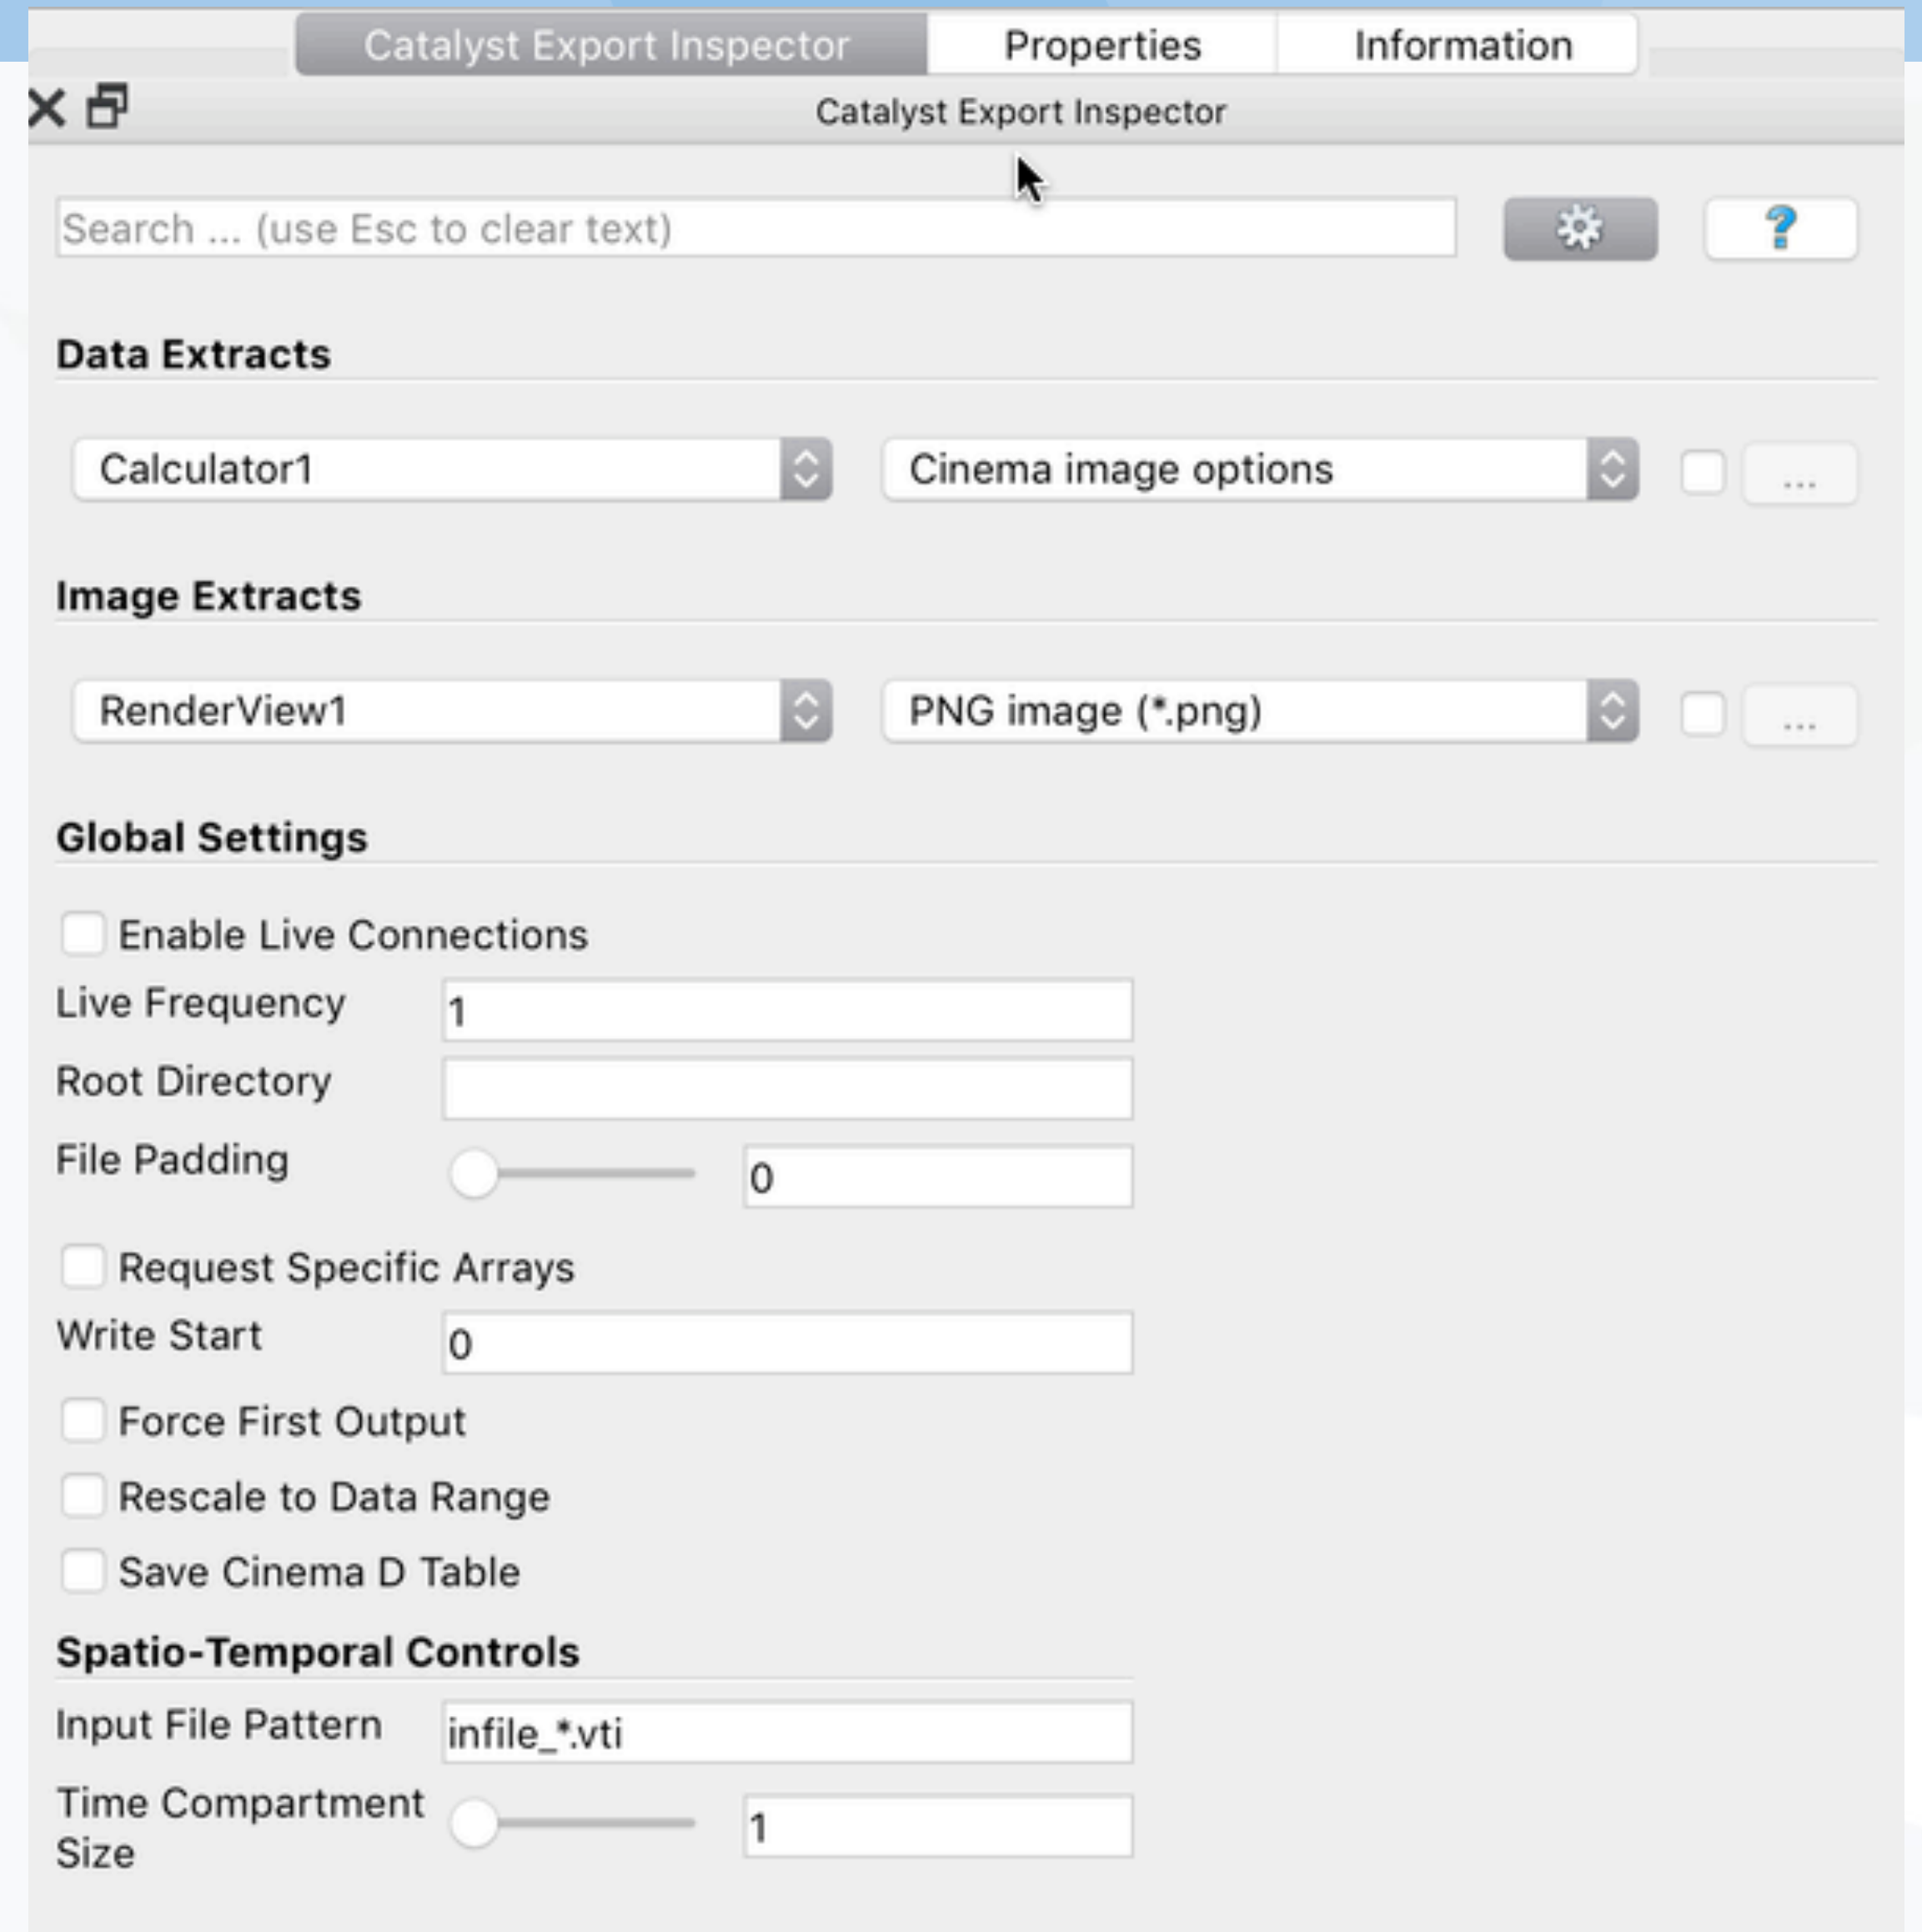 Catalyst Export Inspector
Properties
Information
Catalyst Export Inspector
Search ... (use Esc to clear text)
?
Data Extracts
Calculator1
Cinema image options
...
Image Extracts
RenderView1
PNG image (*.png)
...
Global Settings
Enable Live Connections
Live Frequency
1
Root Directory
File Padding
0
Request Specific Arrays
Write Start
0
Force First Output
Rescale to Data Range
Save Cinema D Table
Spatio-Temporal Controls
Input File Pattern
infile_*.vti
Time Compartment
Size
1